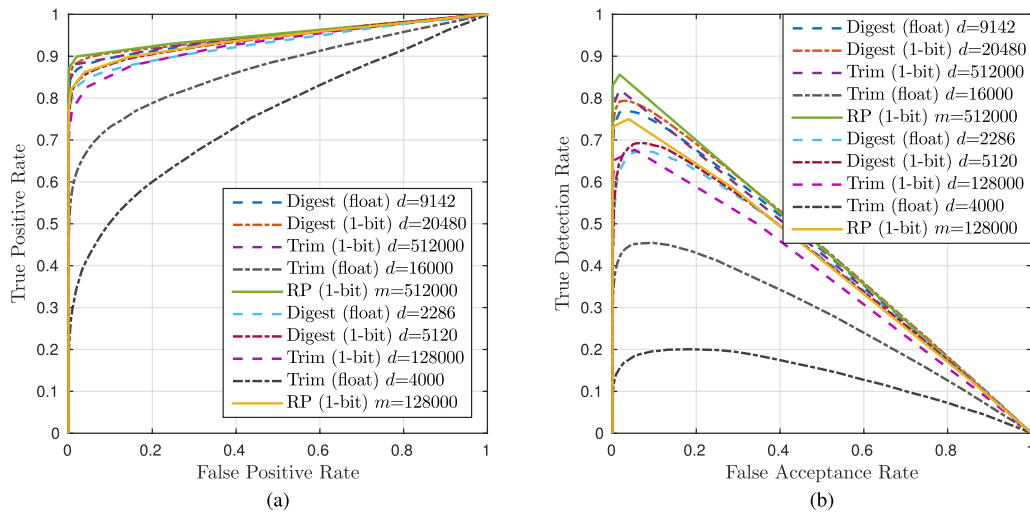 1
0.9
0.8
0.7
0.6
0.5
0.4
0.3
0.2
0.1
0
True Positive Rate
Digest (float) d=9142
Digest (1-bit) d=20480
Trim (1-bit) d=512000
Trim (float) d=16000
RP (1-bit) m=512000
Digest (float) d=2286
Digest (1-bit) d=5120
Trim (1-bit) d=128000
Trim (float) d=4000
RP (1-bit) m=128000
0 0.2 0.4 0.6 0.8 1
False Positive Rate
(a)
1
0.9
0.8
0.7
0.6
0.5
0.4
0.3
0.2
0.1
0
True Detection Rate
Digest (float) d=9142
Digest (1-bit) d=20480
Trim (1-bit) d=512000
Trim (float) d=16000
RP (1-bit) m=512000
Digest (float) d=2286
Digest (1-bit) d=5120
Trim (1-bit) d=128000
Trim (float) d=4000
RP (1-bit) m=128000
0 0.2 0.4 0.6 0.8 1
False Acceptance Rate
(b)